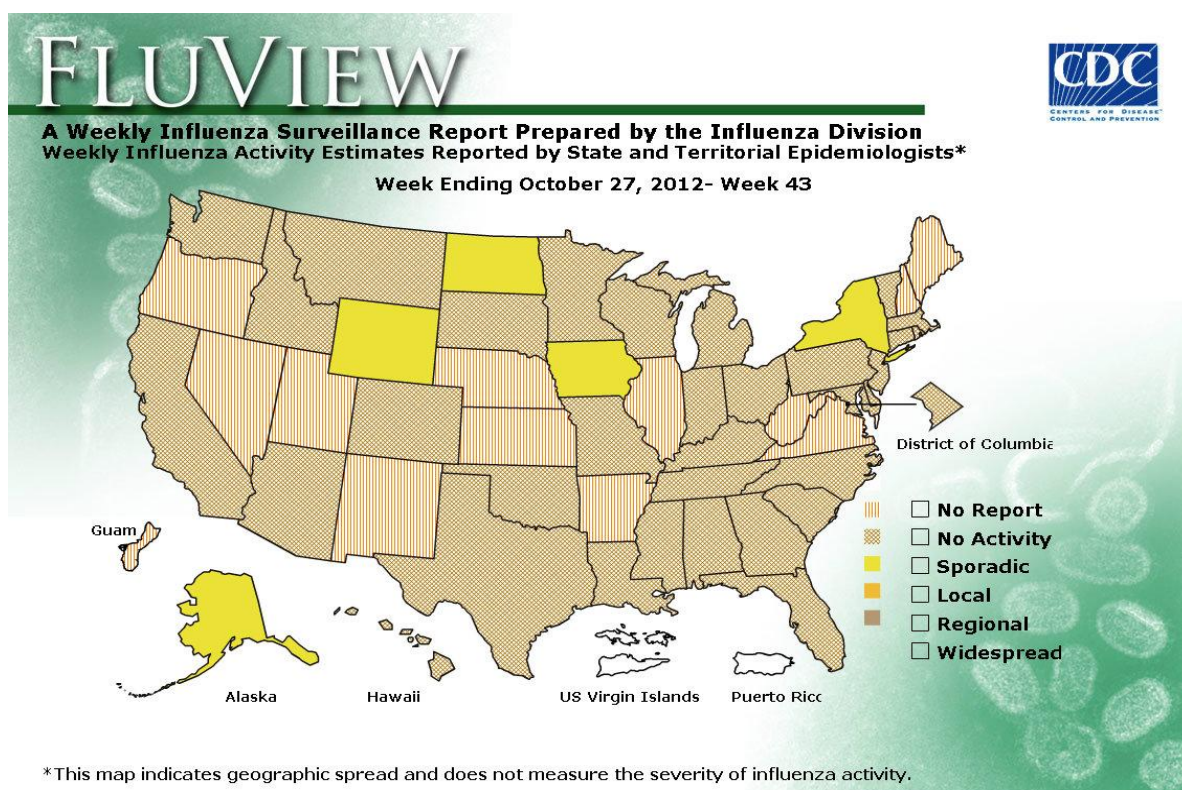 FLUVIEW
CDC
CENTERS FOR DISEASE™
CONTROL AND PREVENTION
A Weekly Influenza Surveillance Report Prepared by the Influenza Division
Weekly Influenza Activity Estimates Reported by State and Territorial Epidemiologists*
Week Ending October 27, 2012- Week 43
District of Columbia
Guam
No Report
No Activity
Sporadic
Local
Regional
Widespread
Alaska
Hawaii
US Virgin Islands
Puerto Rico
*This map indicates geographic spread and does not measure the severity of influenza activity.